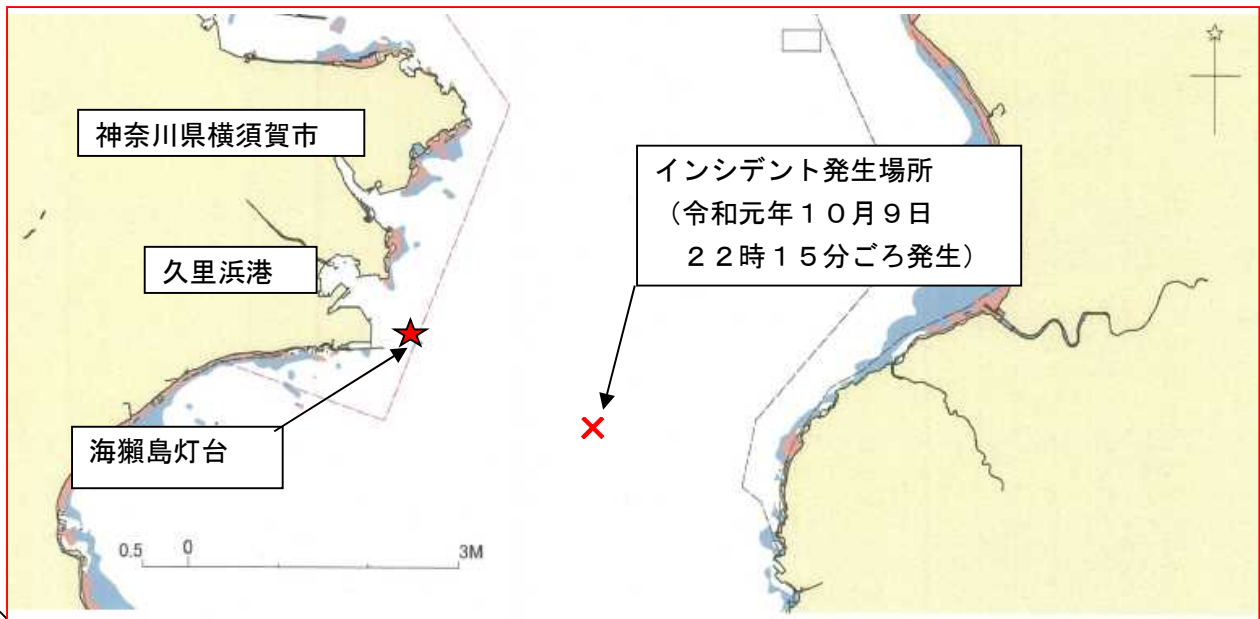 神奈川県横須賀市
インシデント発生場所
（令和元年１０月９日
２２時１５分ごろ発生）
久里浜港
海獺島灯台
0.5 0 3M